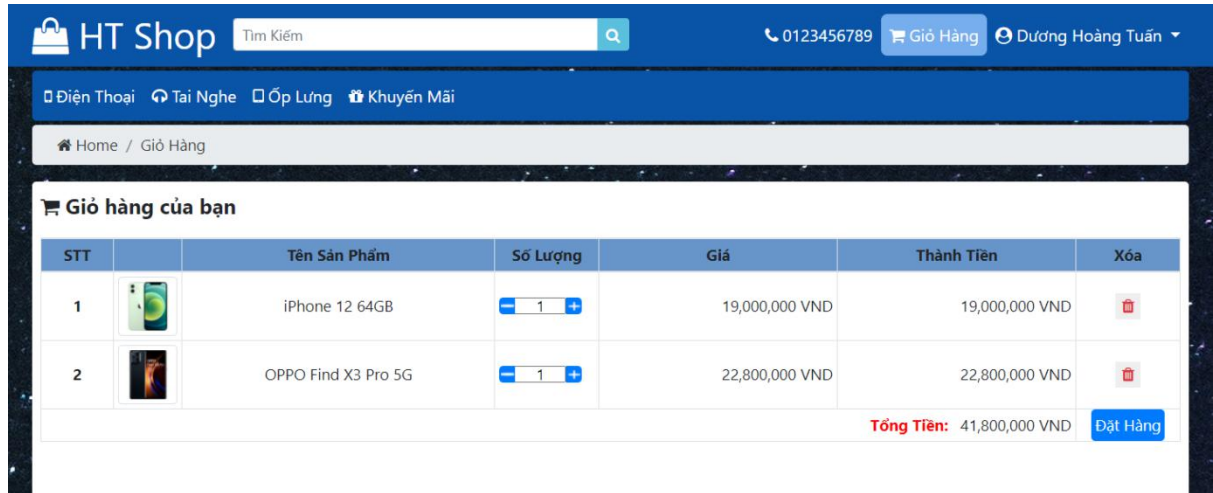 HT Shop Tìm Kiếm 0123456789 Giỏ Hàng Dương Hoàng Tuấn
Điện Thoại Tai Nghe Ốp Lưng Khuyến Mãi
Home / Giỏ Hàng
Giỏ hàng của bạn
STT Tên Sản Phẩm Số Lượng Giá Thành Tiền Xóa
1 iPhone 12 64GB 1 19,000,000 VND 19,000,000 VND
2 OPPO Find X3 Pro 5G 1 22,800,000 VND 22,800,000 VND
Tổng Tiền: 41,800,000 VND Đặt Hàng